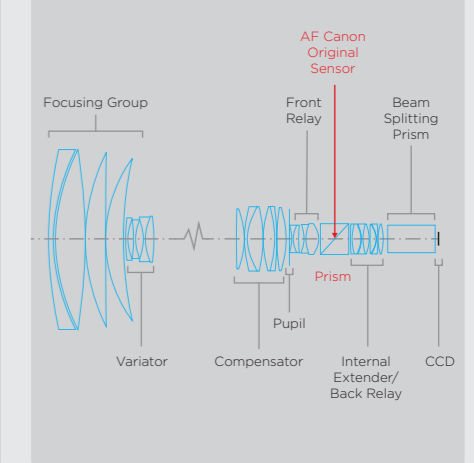 AF Canon
Original
Sensor
Focusing Group
Front
Relay
Beam
Splitting
Prism
Prism
Pupil
Variator
Compensator
Internal
Extender/
Back Relay
CCD